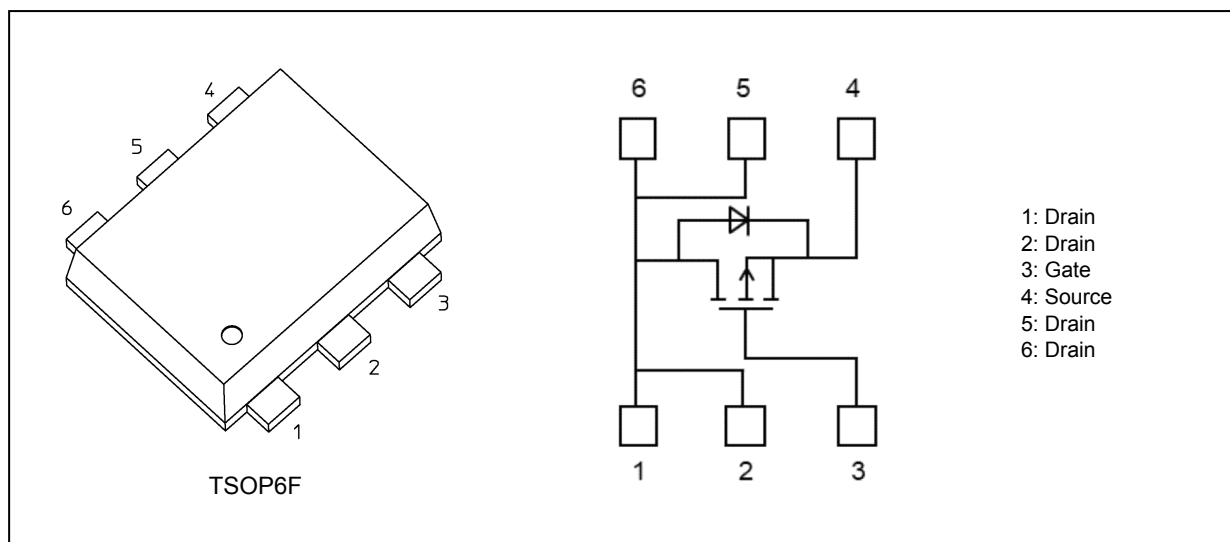 4
5
6
3
2
1
TSOP6F
6 5 4
1 2 3
1: Drain
2: Drain
3: Gate
4: Source
5: Drain
6: Drain